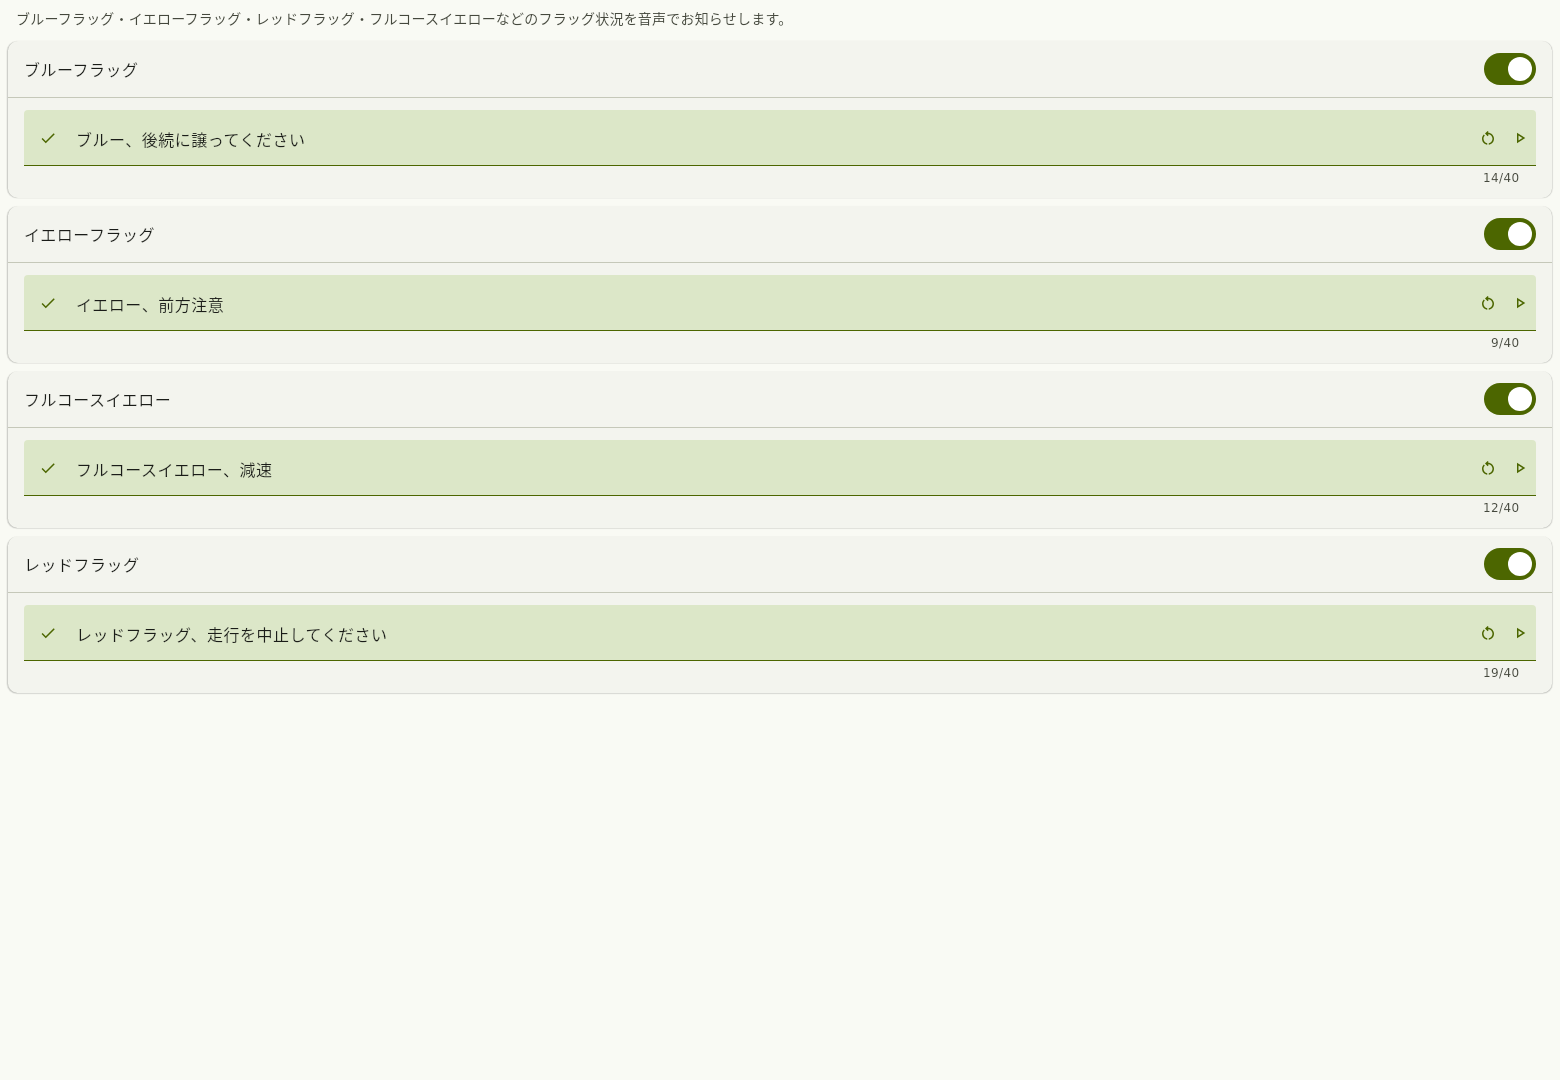 ブルーフラッグ・イエローフラッグ・レッドフラッグ・フルコースイエローなどのフラッグ状況を音声でお知らせします。
ブルーフラッグ
ブルー、後続に譲ってください
14/40
イエローフラッグ
イエロー、前方注意
9/40
フルコースイエロー
フルコースイエロー、減速
12/40
レッドフラッグ
レッドフラッグ、走行を中止してください
19/40